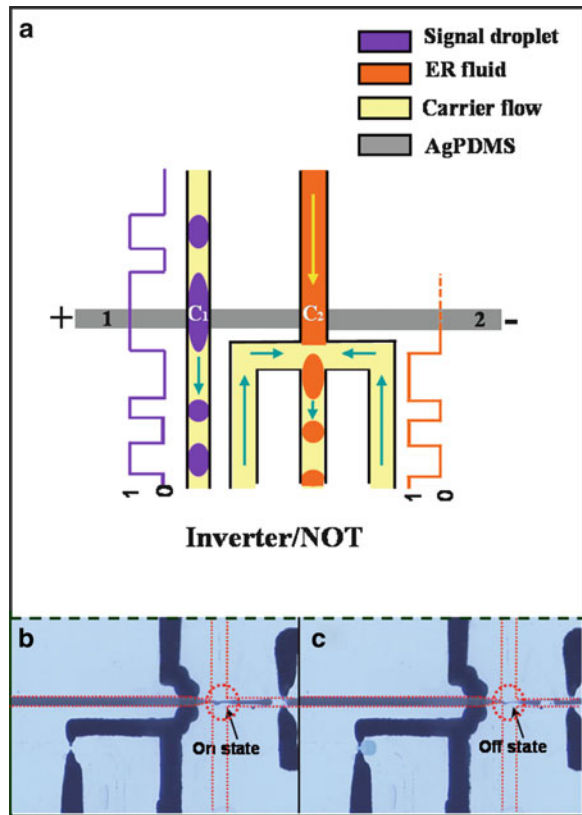 a
Signal droplet
ER fluid
Carrier flow
AgPDMS
+ 1 C₁ C₂ 2 -
1 0 1 0
Inverter/NOT
b c
On state Off state